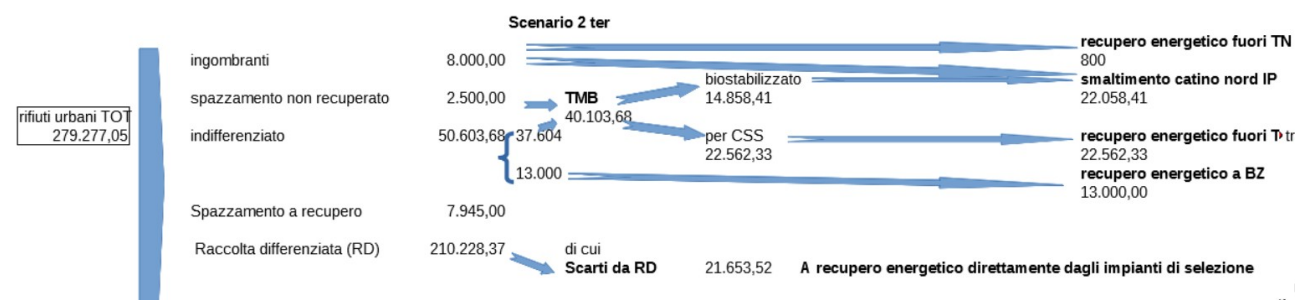 Scenario 2 ter
recupero energetico fuori TN
ingombranti 8.000,00 800
biostabilizzato smaltimento catino nord IP
spazzamento non recuperato 2.500,00 TMB 14.858,41 22.058,41
rifiuti urbani TOT 40.103,68
279.277,05 indifferenziato 50.603,68 37.604 per CSS recupero energetico fuori T tr
22.562,33 22.562,33
13.000 recupero energetico a BZ
13.000,00
Spazzamento a recupero 7.945,00
Raccolta differenziata (RD) 210.228,37 di cui
Scarti da RD 21.653,52 A recupero energetico direttamente dagli impianti di selezione